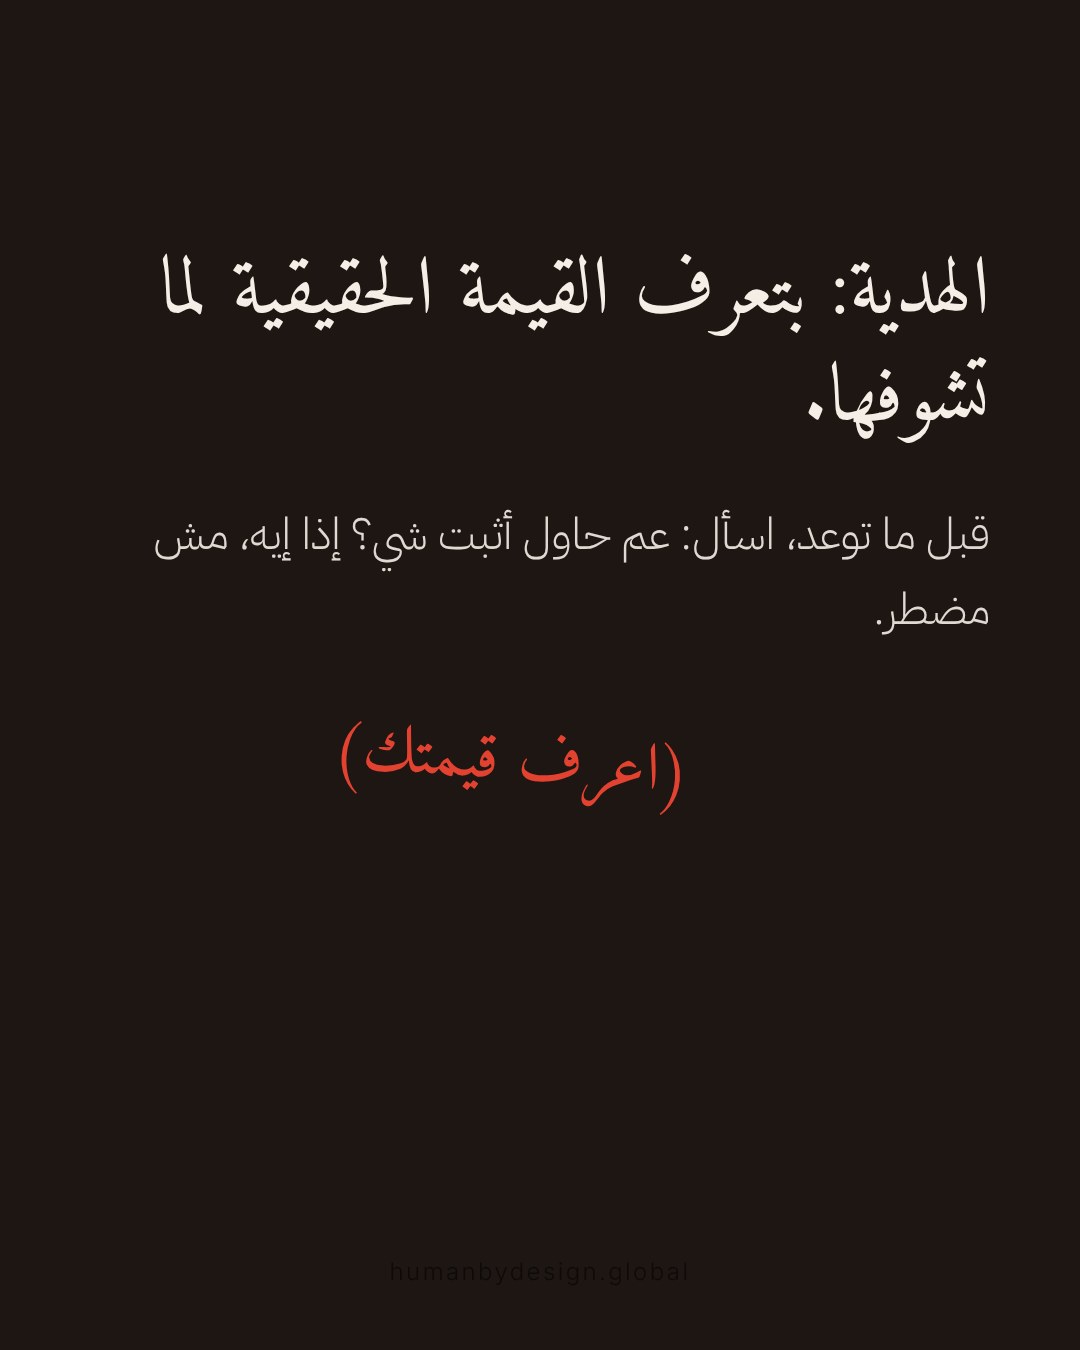 الهدية: بتعرف القيمة الحقيقية لما
تشوفها.
قبل ما توعد، اسأل: عم حاول أثبت شي؟ إذا إيه، مش
مضطر.
(اعرف قيمتك)
humanbydesign.global